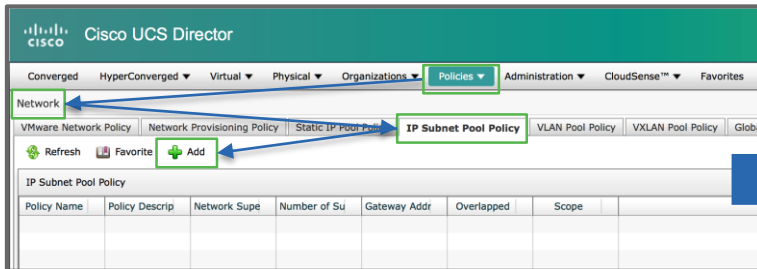 CISCO Cisco UCS Director
Converged HyperConverged Virtual Physical Organizations Policies Administration CloudSense™ Favorites
Network
VMware Network Policy Network Provisioning Policy Static IP Pool IP Subnet Pool Policy VLAN Pool Policy VXLAN Pool Policy Globa
Refresh Favorite Add
IP Subnet Pool Policy
Policy Name Policy Descrip Network Supe Number of Su Gateway Addr Overlapped Scope